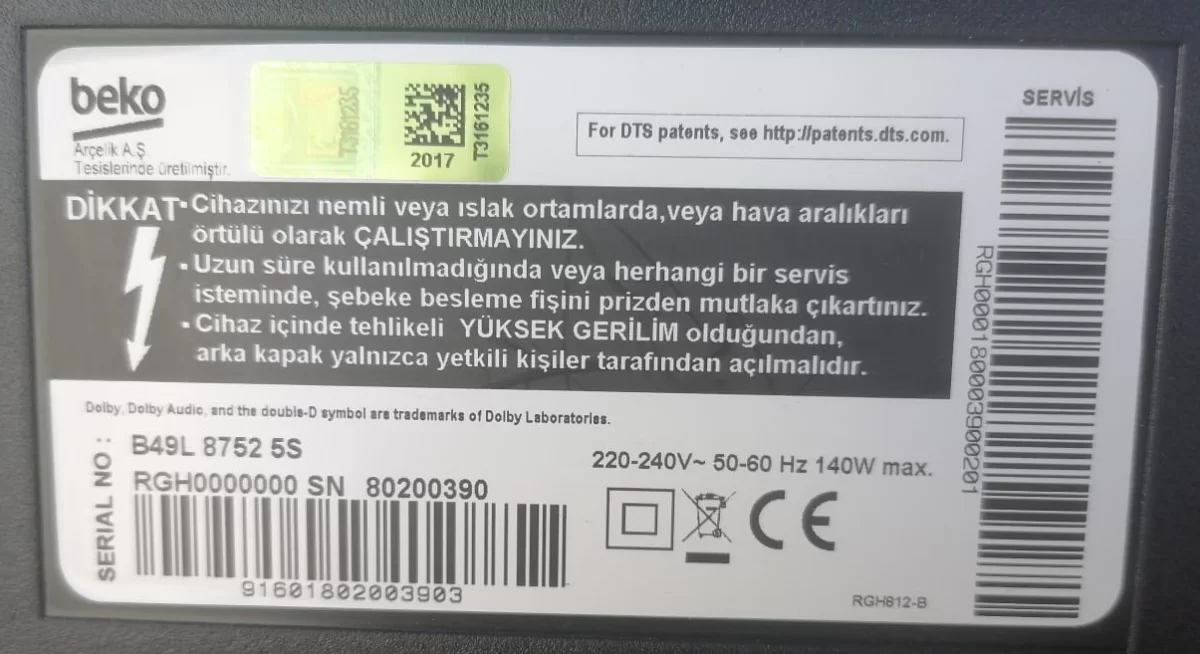 beko
Arçelik A.Ş.
Tesislerinde üretilmiştir.
T3161235
2017
T3161235
For DTS patents, see http://patents.dts.com.
SERVİS
RGH0000180003900201
DİKKAT
▪Cihazınızı nemli veya ıslak ortamlarda,veya hava aralıkları
örtülü olarak ÇALIŞTIRMAYINIZ.
▪Uzun süre kullanılmadığında veya herhangi bir servis
isteminde, şebeke besleme fişini prizden mutlaka çıkartınız.
▪Cihaz içinde tehlikeli YÜKSEK GERİLİM olduğundan,
arka kapak yalnızca yetkili kişiler tarafından açılmalıdır.
Dolby, Dolby Audio, and the double-D symbol are trademarks of Dolby Laboratories.
SERIAL NO :
B49L 8752 5S
RGH0000000 SN 80200390
91601802003903
220-240V~ 50-60 Hz 140W max.
CE
RGH812-B